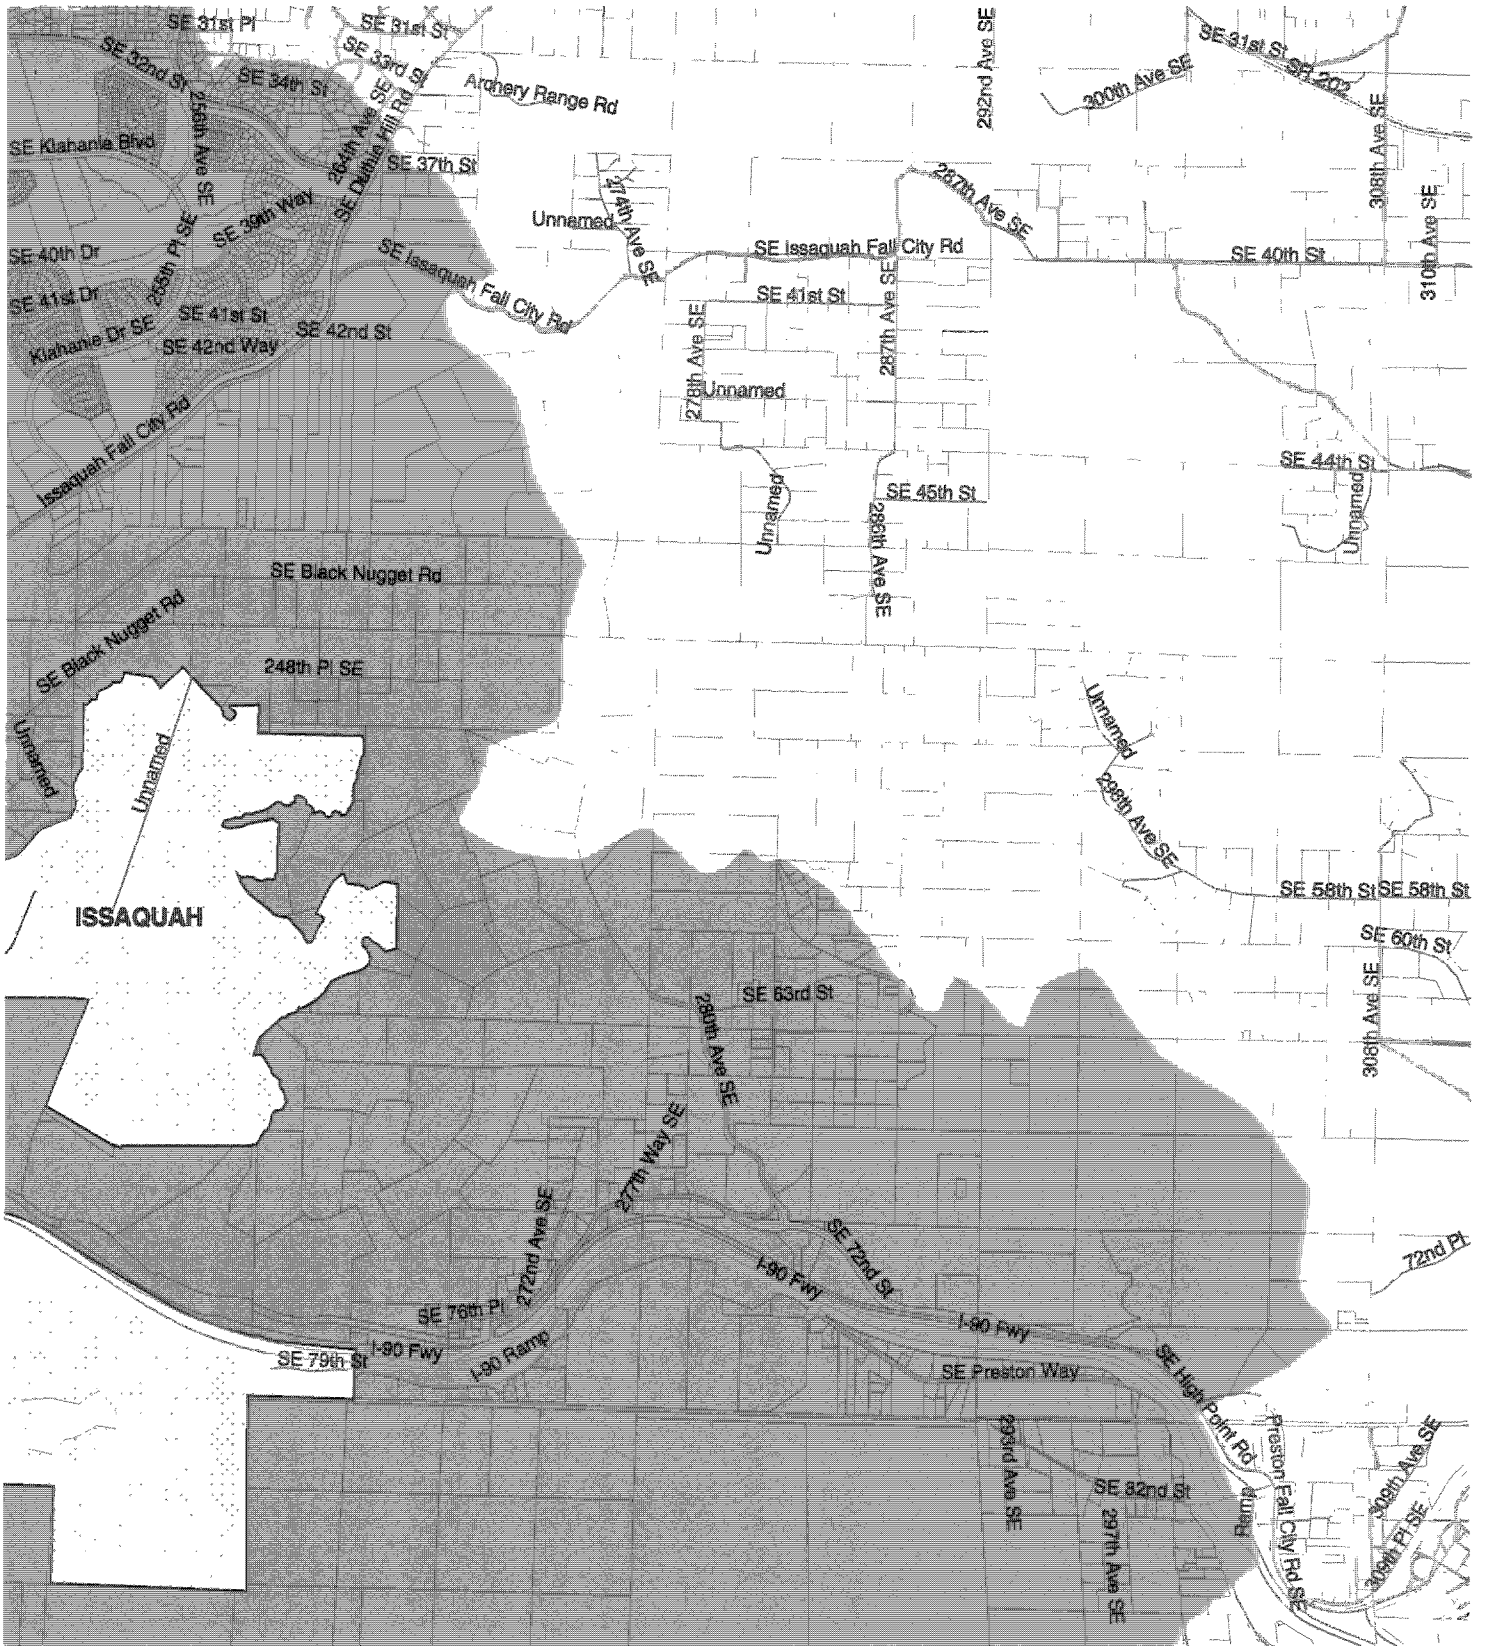 SE 31st Pl
SE 31st St
292nd Ave SE
SE 31st St
SE 32nd St
SE 33rd St
SR-202
SE 34th St
Archery Range Rd
300th Ave SE
256th Ave SE
264th Ave SE
SE Duthie Hill Rd
308th Ave SE
SE Klahanie Blvd
SE 37th St
287th Ave SE
310th Ave SE
SE 39th Way
Unnamed
274th Ave SE
SE 40th Dr
255th Pl SE
SE Issaquah Fall City Rd
SE Issaquah Fall City Rd
SE 40th St
SE 41st Dr
SE 41st St
SE 41st St
287th Ave SE
Klahanie Dr SE
SE 42nd St
SE 42nd Way
278th Ave SE
Unnamed
Issaquah Fall City Rd
SE 44th St
Unnamed
SE 45th St
Unnamed
286th Ave SE
SE Black Nugget Rd
SE Black Nugget Rd
248th Pl SE
Unnamed
Unnamed
Unnamed
298th Ave SE
SE 58th St
SE 58th St
ISSAQUAH
SE 60th St
SE 63rd St
280th Ave SE
308th Ave SE
277th Way SE
272nd Ave SE
SE 72nd St
72nd Pl
I-90 Fwy
SE 76th Pl
I-90 Fwy
I-90 Fwy
SE 79th St
I-90 Ramp
SE Preston Way
SE High Point Rd
293rd Ave SE
Preston Fall City Rd SE
309th Ave SE
SE 82nd St
Ramp
297th Ave SE
309th Pl SE